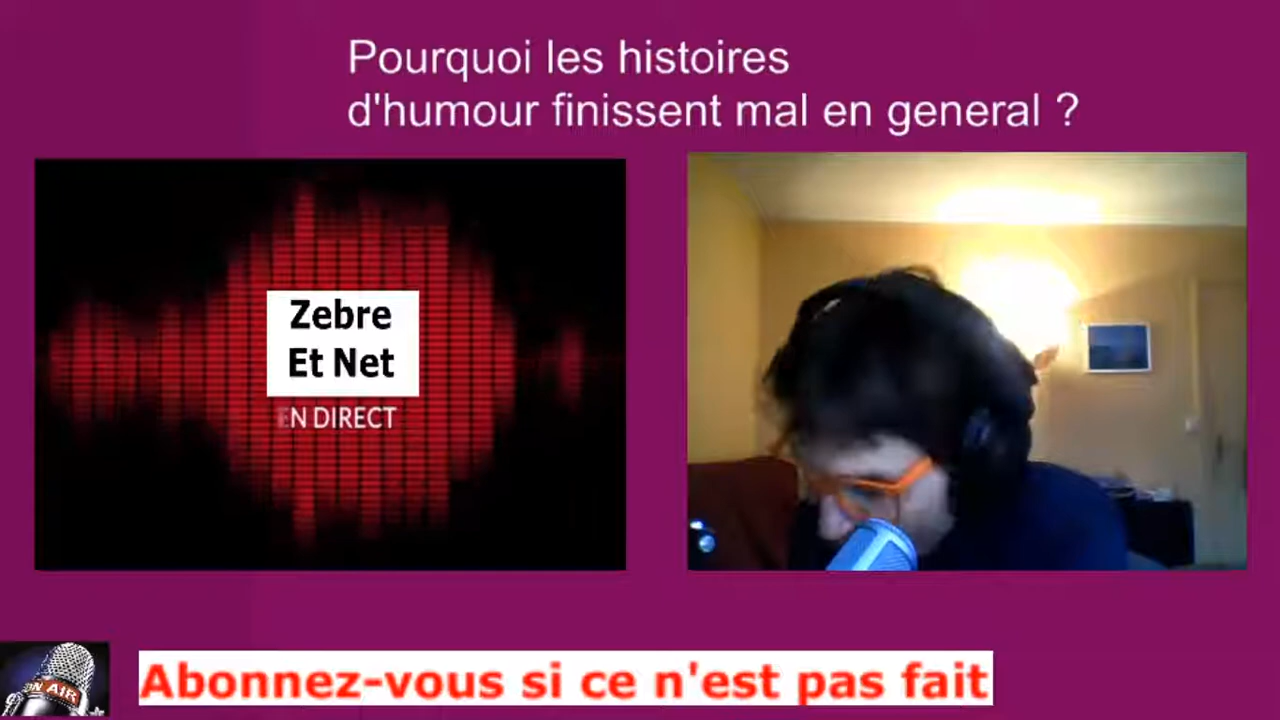 Pourquoi les histoires
d'humour finissent mal en general ?
Zebre
Et Net
EN DIRECT
ON AIR
Abonnez-vous si ce n'est pas fait